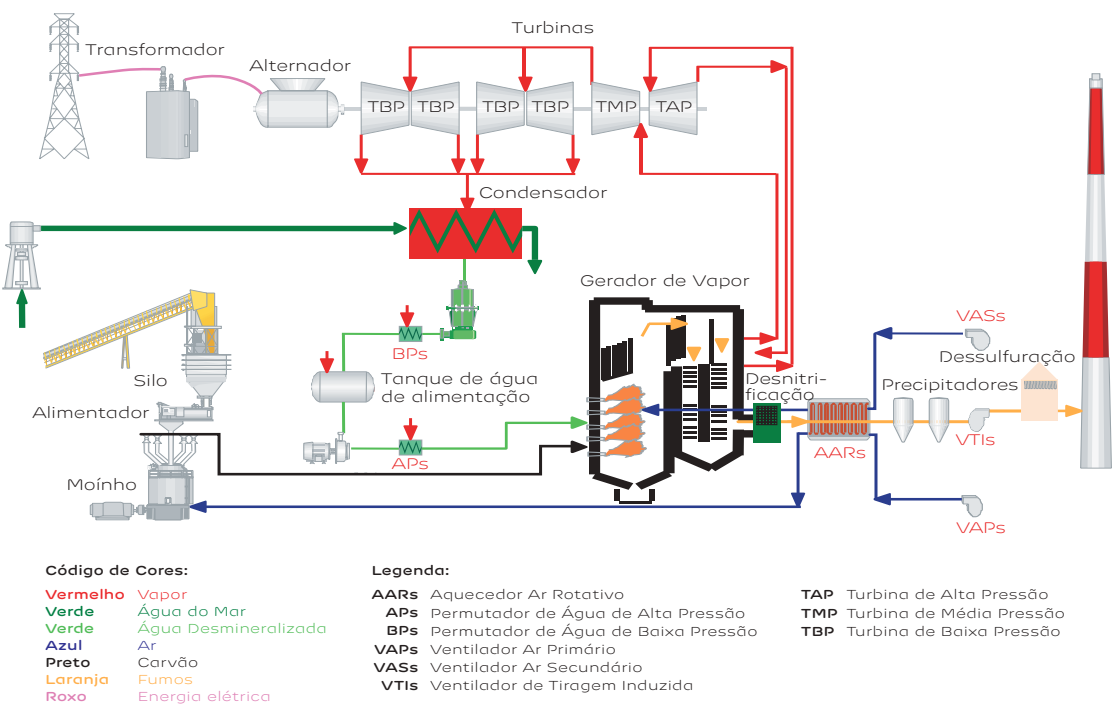 Turbinas
Transformador
Alternador
TBP TBP TBP TBP TMP TAP
Condensador
Gerador de Vapor
VASs
BPs
Dessulfuração
Silo
Tanque de água
de alimentação
Desnitri-
ficação
Precipitadores
Alimentador
VTIs
APs
AARs
Moínho
VAPs
Código de Cores:
Vermelho Vapor
Verde Água do Mar
Verde Água Desmineralizada
Azul Ar
Preto Carvão
Laranja Fumos
Roxo Energia elétrica
Legenda:
AARs Aquecedor Ar Rotativo
APs Permutador de Água de Alta Pressão
BPs Permutador de Água de Baixa Pressão
VAPs Ventilador Ar Primário
VASs Ventilador Ar Secundário
VTIs Ventilador de Tiragem Induzida
TAP Turbina de Alta Pressão
TMP Turbina de Média Pressão
TBP Turbina de Baixa Pressão